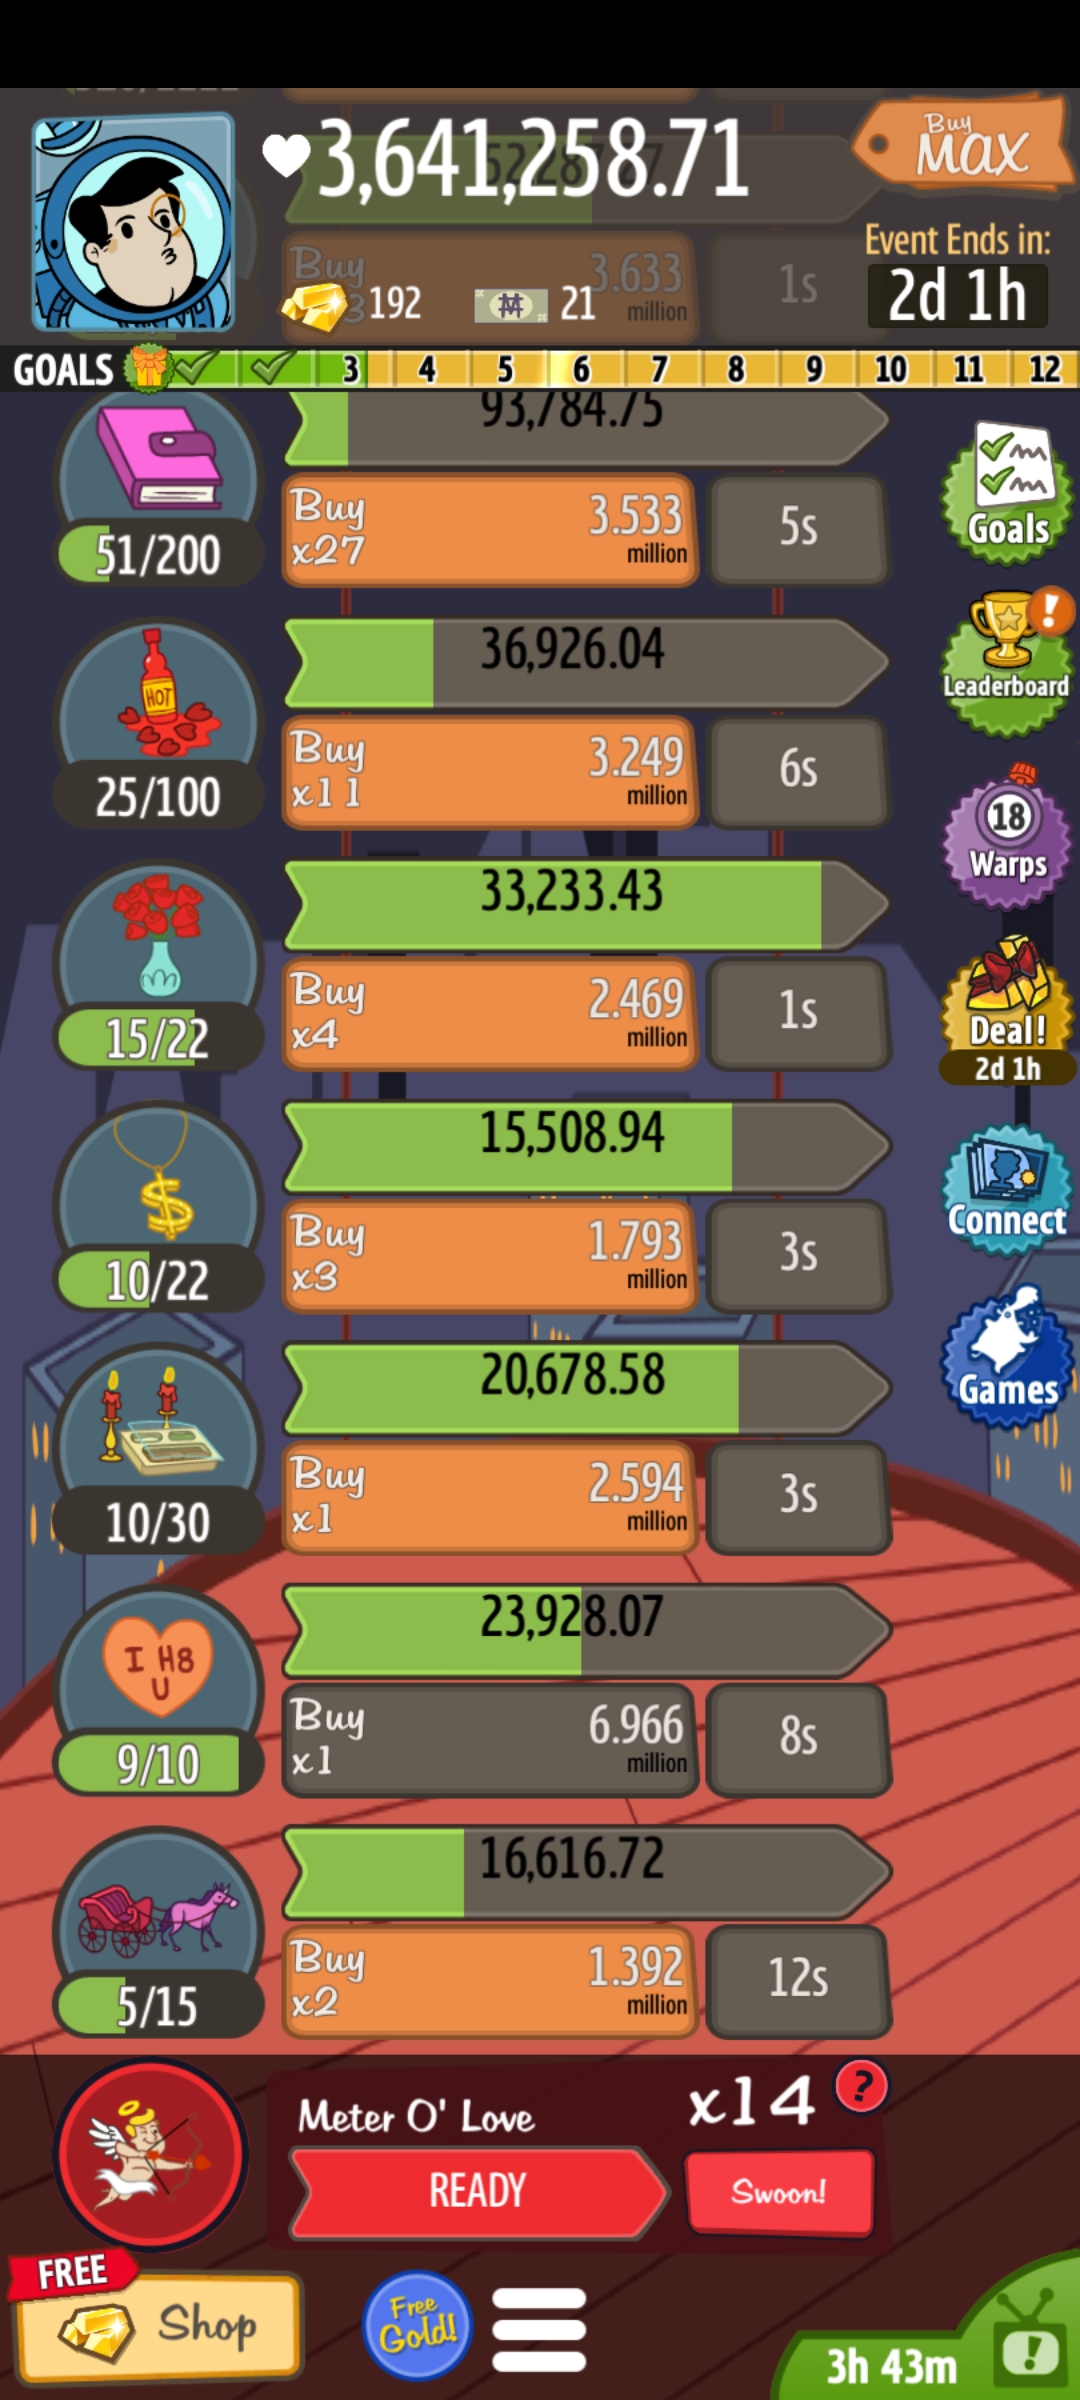 3,641,258.71
Buy
MAX
Event Ends in:
2d 1h
Buy
3.633
million
1s
192
21
GOALS 3 4 5 6 7 8 9 10 11 12
93,784.75
Buy
x27
3.533
million
5s
51/200
Goals
36,926.04
HOT
Buy
x11
3.249
million
6s
25/100
Leaderboard
33,233.43
Buy
x4
2.469
million
1s
15/22
18
Warps
Deal!
2d 1h
15,508.94
$
Buy
x3
1.793
million
3s
10/22
Connect
20,678.58
Buy
x1
2.594
million
3s
10/30
Games
23,928.07
I H8
U
Buy
x1
6.966
million
8s
9/10
16,616.72
Buy
x2
1.392
million
12s
5/15
Meter O' Love
x14
?
READY
Swoon!
FREE
Shop
Free
Gold!
3h 43m